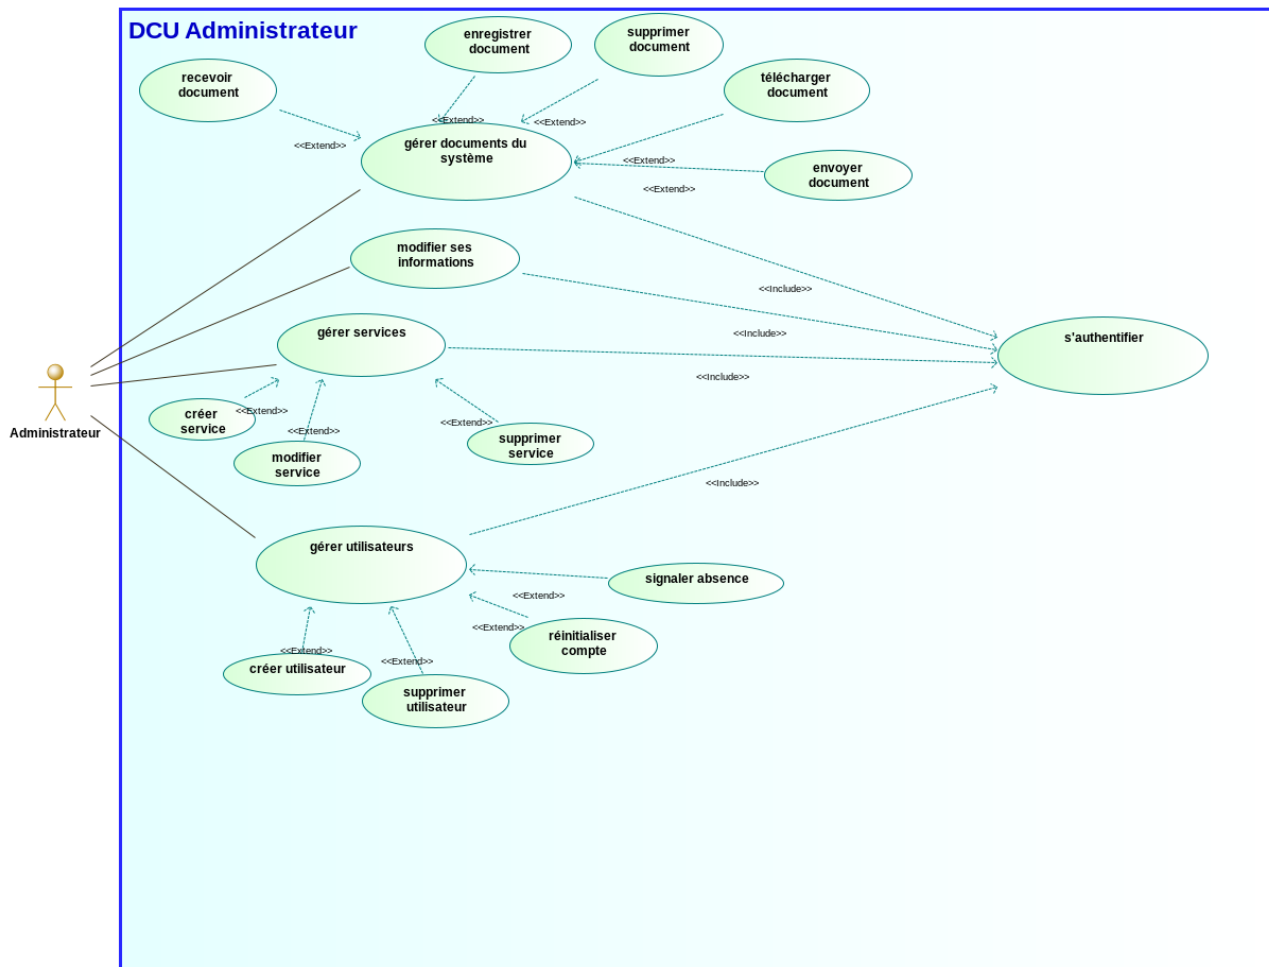 DCU Administrateur
enregistrer
document
supprimer
document
recevoir
document
télécharger
document
<<Extend>>
<<Extend>>
<<Extend>>
gérer documents du
système
<<Extend>>
envoyer
document
<<Extend>>
modifier ses
informations
<<Include>>
gérer services
<<Include>>
s'authentifier
<<Include>>
créer
service
<<Extend>>
<<Extend>>
<<Extend>>
Administrateur
supprimer
service
modifier
service
<<Include>>
gérer utilisateurs
signaler absence
<<Extend>>
<<Extend>>
réinitialiser
compte
<<Extend>>
créer utilisateur
<<Extend>>
supprimer
utilisateur